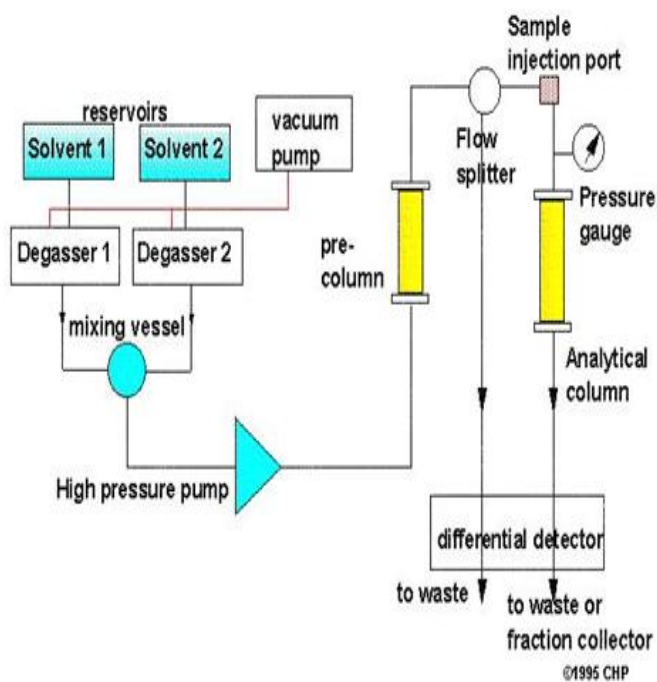 Sample
injection port
reservoirs
Solvent 1
Solvent 2
vacuum
pump
Flow
splitter
Degasser 1
Degasser 2
pre-
column
Pressure
gauge
mixing vessel
Analytical
column
High pressure pump
differential detector
to waste
to waste or
fraction collector
©1995 CHP